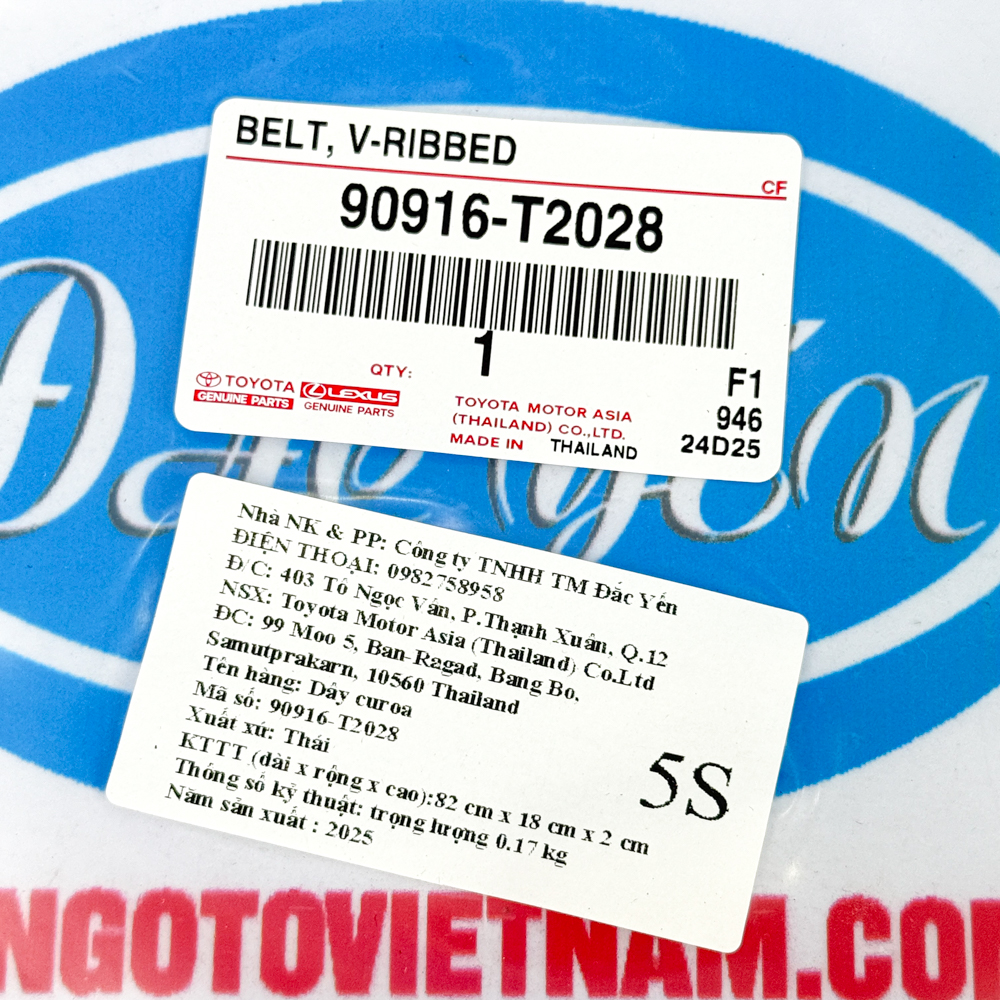 BELT, V-RIBBED
CF
90916-T2028
QTY:
1
TOYOTA
GENUINE PARTS
LEXUS
GENUINE PARTS
TOYOTA MOTOR ASIA
(THAILAND) CO.,LTD.
MADE IN THAILAND
F1
946
24D25
ĐẮC YẾN
Nhà NK & PP: Công ty TNHH TM Đắc Yến
ĐIỆN THOẠI: 0982758958
Đ/C: 403 Tô Ngọc Vân, P.Thạnh Xuân, Q.12
NSX: Toyota Motor Asia (Thailand) Co.Ltd
ĐC: 99 Moo 5, Ban-Ragad, Bang Bo,
Samutprakarn, 10560 Thailand
Tên hàng: Dây curoa
Mã số: 90916-T2028
Xuất xứ: Thái
KTTT (dài x rộng x cao):82 cm x 18 cm x 2 cm
Thông số kỹ thuật: trọng lượng 0.17 kg
Năm sản xuất : 2025
5S
NGOTOVIETNAM.CO